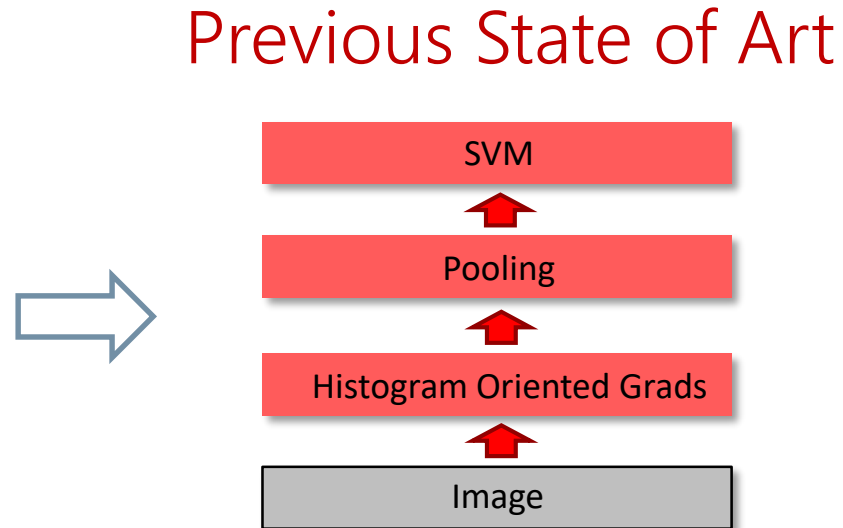 Previous State of Art
SVM
Pooling
Histogram Oriented Grads
Image